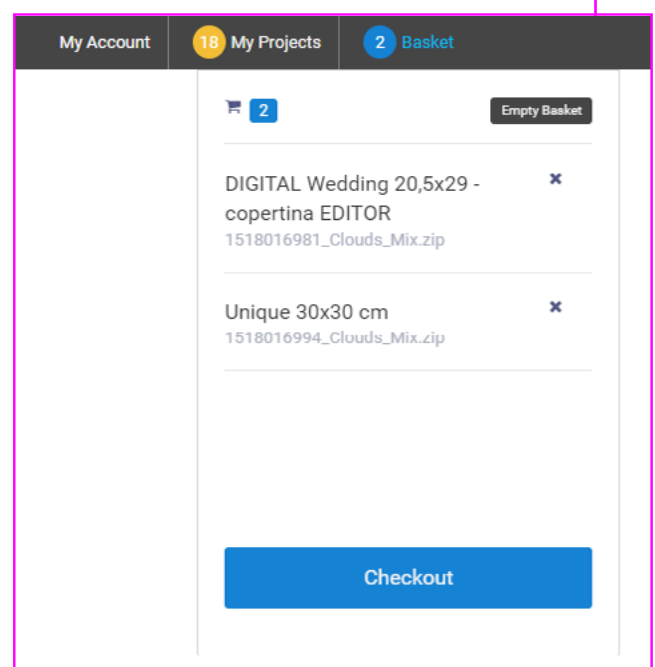 My Account 18 My Projects 2 Basket
2 Empty Basket
DIGITAL Wedding 20,5x29 -
copertina EDITOR
1518016981_Clouds_Mix.zip
Unique 30x30 cm
1518016994_Clouds_Mix.zip
Checkout